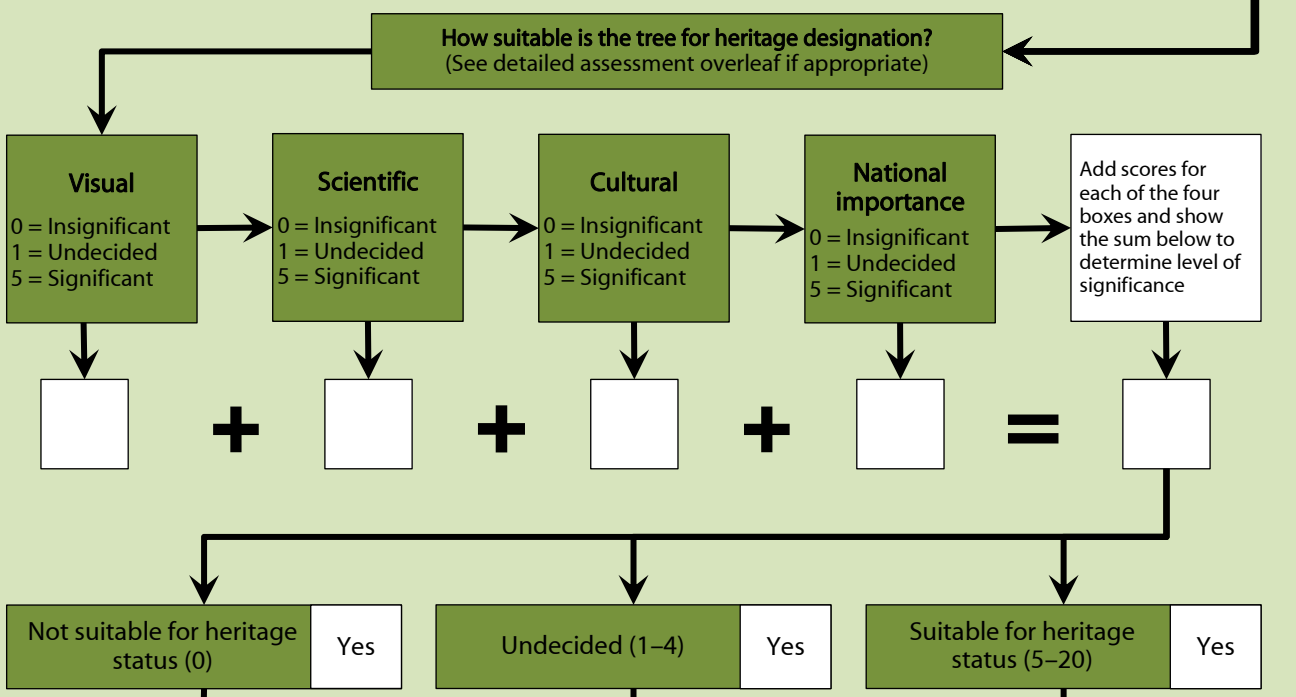 How suitable is the tree for heritage designation?
(See detailed assessment overleaf if appropriate)
Visual
0 = Insignificant
1 = Undecided
5 = Significant
Scientific
0 = Insignificant
1 = Undecided
5 = Significant
Cultural
0 = Insignificant
1 = Undecided
5 = Significant
National
importance
0 = Insignificant
1 = Undecided
5 = Significant
Add scores for
each of the four
boxes and show
the sum below to
determine level of
significance
+ + + =
Not suitable for heritage
status (0)
Yes
Undecided (1–4)
Yes
Suitable for heritage
status (5–20)
Yes